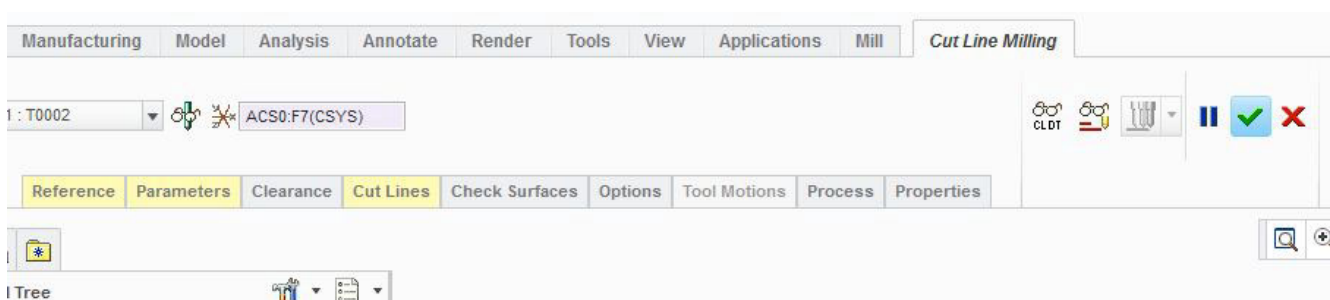 Manufacturing Model Analysis Annotate Render Tools View Applications Mill Cut Line Milling
1 : T0002 ACS0:F7(CSYS) CLDT
Reference Parameters Clearance Cut Lines Check Surfaces Options Tool Motions Process Properties
Tree